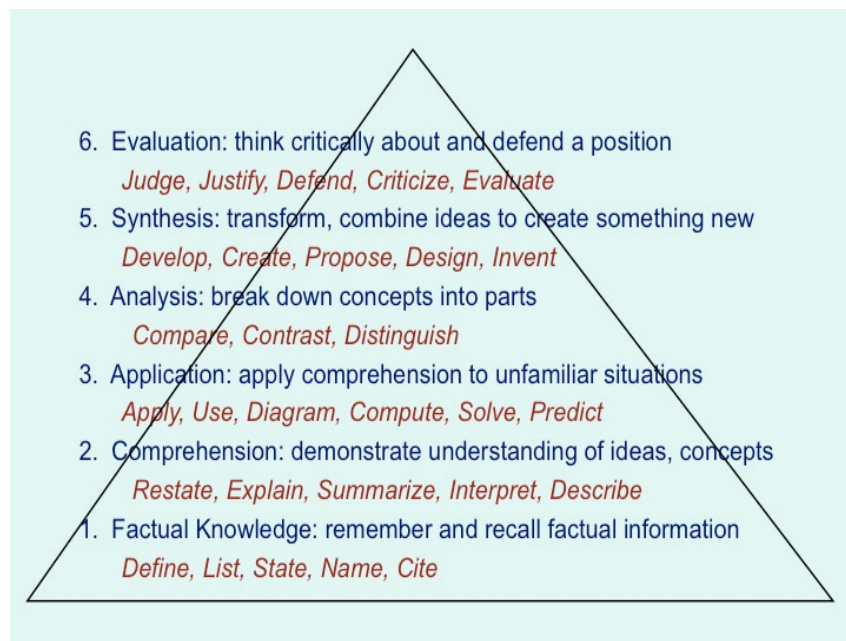 6. Evaluation: think critically about and defend a position
Judge, Justify, Defend, Criticize, Evaluate
5. Synthesis: transform, combine ideas to create something new
Develop, Create, Propose, Design, Invent
4. Analysis: break down concepts into parts
Compare, Contrast, Distinguish
3. Application: apply comprehension to unfamiliar situations
Apply, Use, Diagram, Compute, Solve, Predict
2. Comprehension: demonstrate understanding of ideas, concepts
Restate, Explain, Summarize, Interpret, Describe
1. Factual Knowledge: remember and recall factual information
Define, List, State, Name, Cite